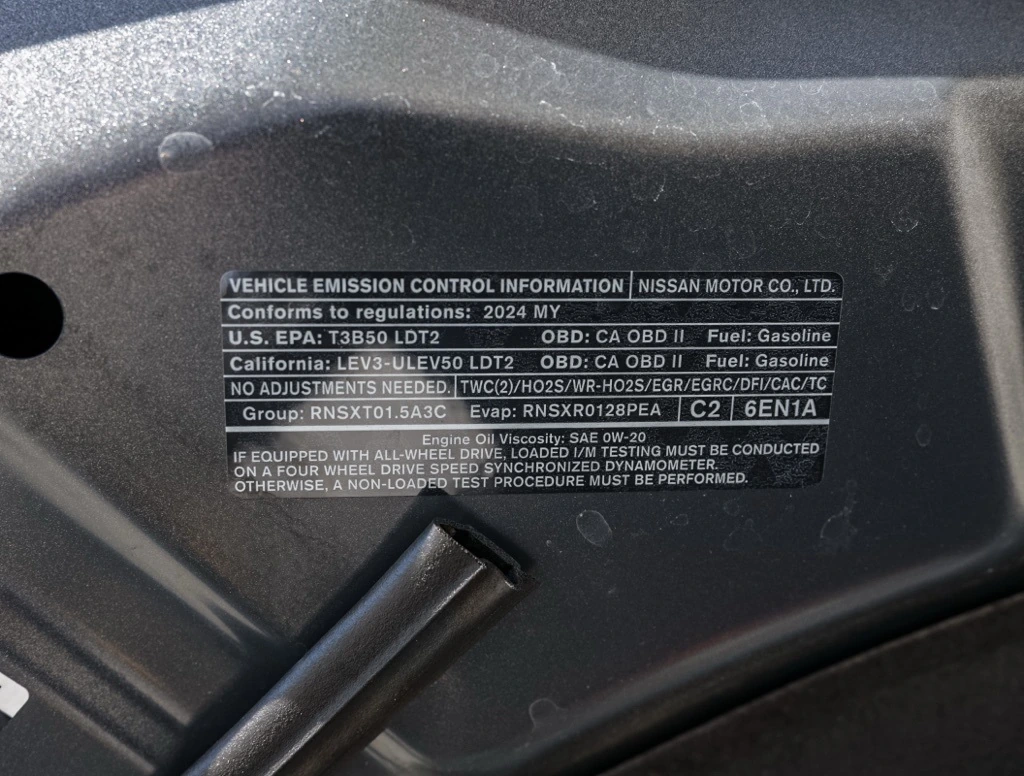 VEHICLE EMISSION CONTROL INFORMATION NISSAN MOTOR CO., LTD.
Conforms to regulations: 2024 MY
U.S. EPA: T3B50 LDT2 OBD: CA OBD II Fuel: Gasoline
California: LEV3-ULEV50 LDT2 OBD: CA OBD II Fuel: Gasoline
NO ADJUSTMENTS NEEDED. TWC(2)/HO2S/WR-HO2S/EGR/EGRC/DFI/CAC/TC
Group: RNSXT01.5A3C Evap: RNSXR0128PEA C2 6EN1A
Engine Oil Viscosity: SAE 0W-20
IF EQUIPPED WITH ALL-WHEEL DRIVE, LOADED I/M TESTING MUST BE CONDUCTED
ON A FOUR WHEEL DRIVE SPEED SYNCHRONIZED DYNAMOMETER.
OTHERWISE, A NON-LOADED TEST PROCEDURE MUST BE PERFORMED.